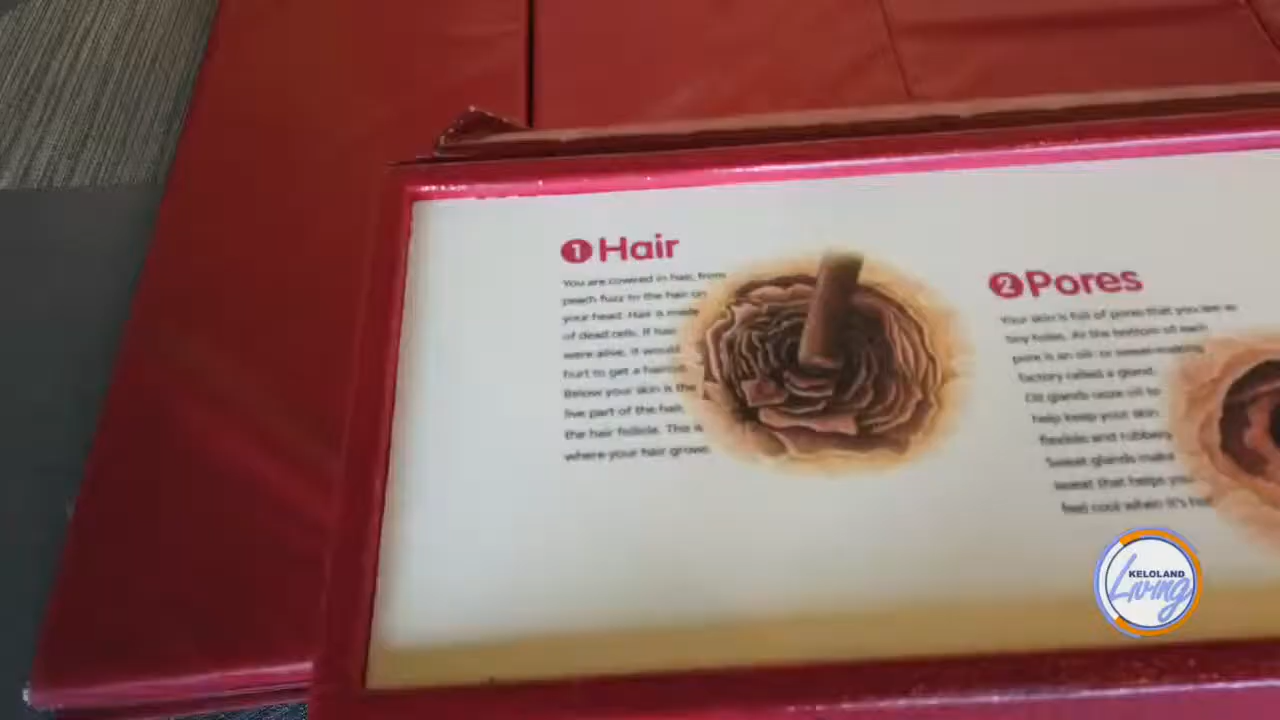 1 Hair
You are covered in hair, from
peach fuzz to the hair on
your head. Hair is made
of dead cells. If hair
were alive, it would
hurt to get a haircut.
Below your skin is the
live part of the hair,
the hair follicle. This is
where your hair grows.
2 Pores
Your skin is full of pores that you see as
tiny holes. At the bottom of each
pore is an oil- or sweat-making
factory called a gland.
Oil glands ooze oil to
help keep your skin
flexible and rubbery.
Sweat glands make
sweat that helps you
feel cool when it's hot.
KELOLAND
Living